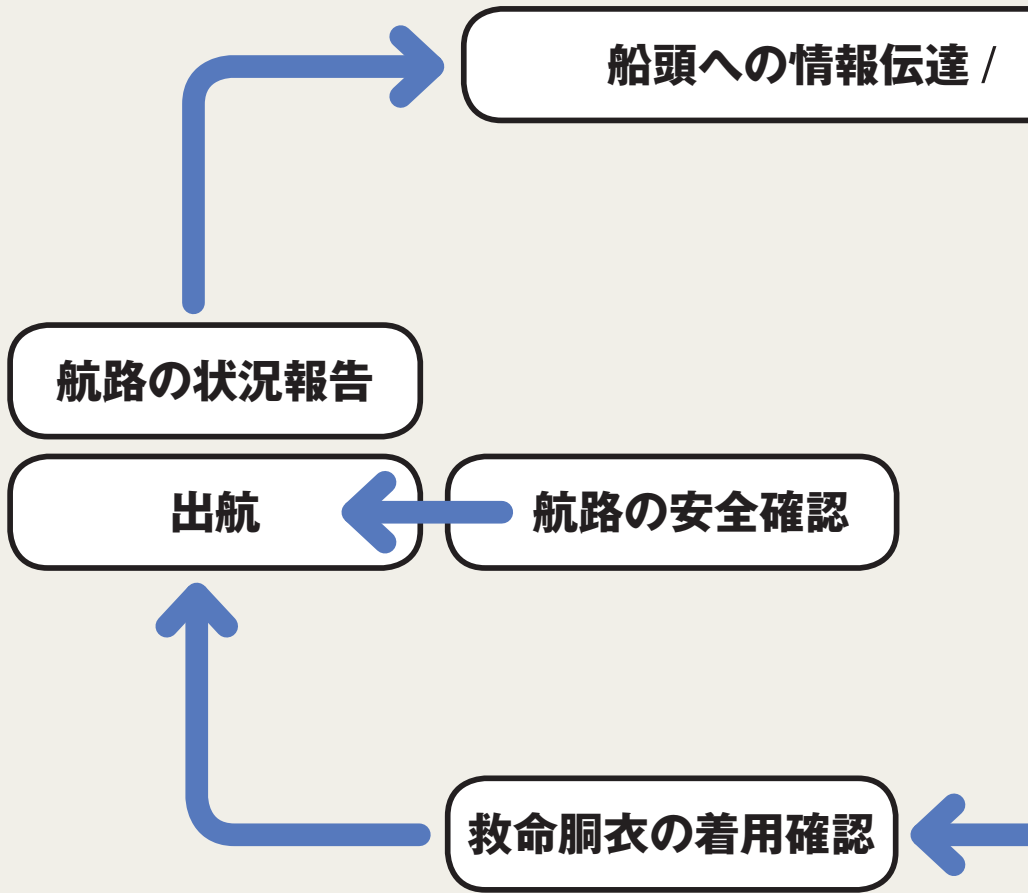 船頭への情報伝達 /
航路の状況報告
出航
航路の安全確認
救命胴衣の着用確認